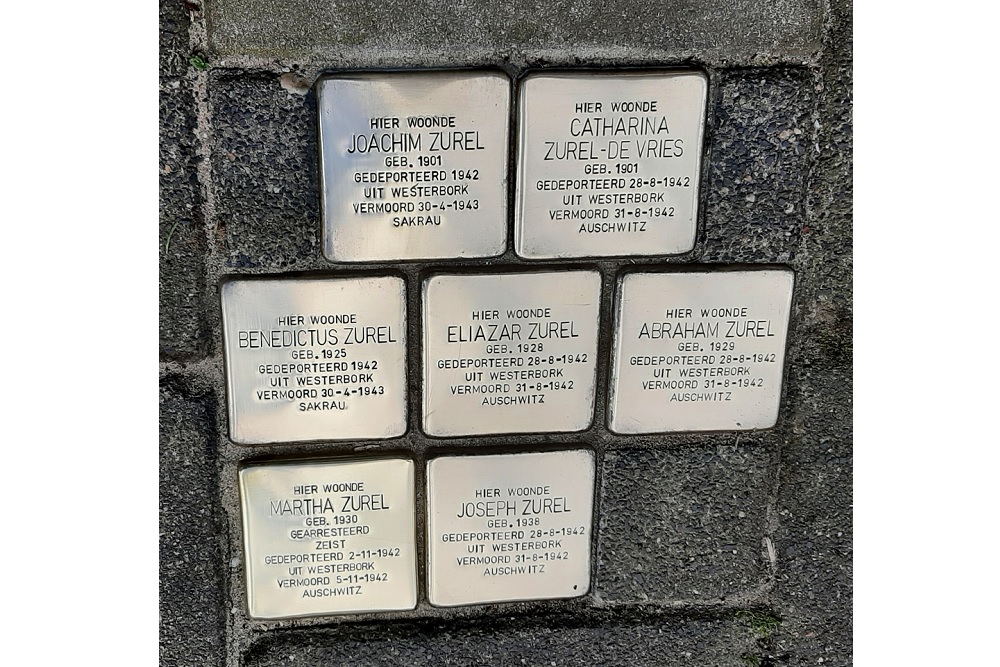 HIER WOONDE
JOACHIM ZUREL
GEB. 1901
GEDEPORTEERD 1942
UIT WESTERBORK
VERMOORD 30-4-1943
SAKRAU
HIER WOONDE
CATHARINA
ZUREL-DE VRIES
GEB. 1901
GEDEPORTEERD 28-8-1942
UIT WESTERBORK
VERMOORD 31-8-1942
AUSCHWITZ
HIER WOONDE
BENEDICTUS ZUREL
GEB. 1925
GEDEPORTEERD 1942
UIT WESTERBORK
VERMOORD 30-4-1943
SAKRAU
HIER WOONDE
ELIAZAR ZUREL
GEB. 1928
GEDEPORTEERD 28-8-1942
UIT WESTERBORK
VERMOORD 31-8-1942
AUSCHWITZ
HIER WOONDE
ABRAHAM ZUREL
GEB. 1929
GEDEPORTEERD 28-8-1942
UIT WESTERBORK
VERMOORD 31-8-1942
AUSCHWITZ
HIER WOONDE
MARTHA ZUREL
GEB. 1930
GEARRESTEERD
ZEIST
GEDEPORTEERD 2-11-1942
UIT WESTERBORK
VERMOORD 5-11-1942
AUSCHWITZ
HIER WOONDE
JOSEPH ZUREL
GEB. 1938
GEDEPORTEERD 28-8-1942
UIT WESTERBORK
VERMOORD 31-8-1942
AUSCHWITZ